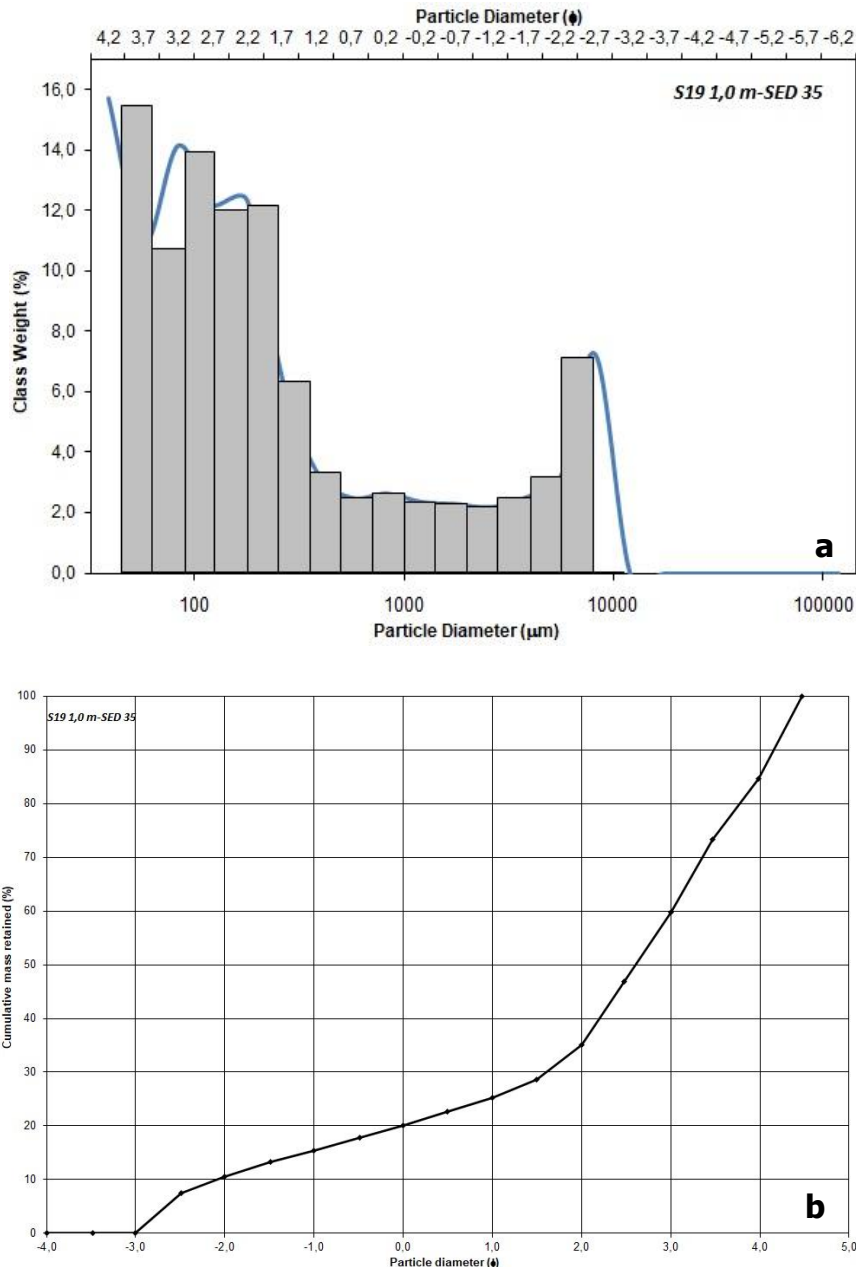 Particle Diameter (ϕ)
4,2 3,7 3,2 2,7 2,2 1,7 1,2 0,7 0,2 -0,2 -0,7 -1,2 -1,7 -2,2 -2,7 -3,2 -3,7 -4,2 -4,7 -5,2 -5,7 -6,2
S19 1,0 m-SED 35
16,0
14,0
12,0
10,0
8,0
6,0
4,0
2,0
0,0
Class Weight (%)
a
100 1000 10000 100000
Particle Diameter (μm)
S19 1,0 m-SED 35
100
90
80
70
60
50
40
30
20
10
0
Cumulative mass retained (%)
b
-4,0 -3,0 -2,0 -1,0 0,0 1,0 2,0 3,0 4,0 5,0
Particle diameter (ϕ)